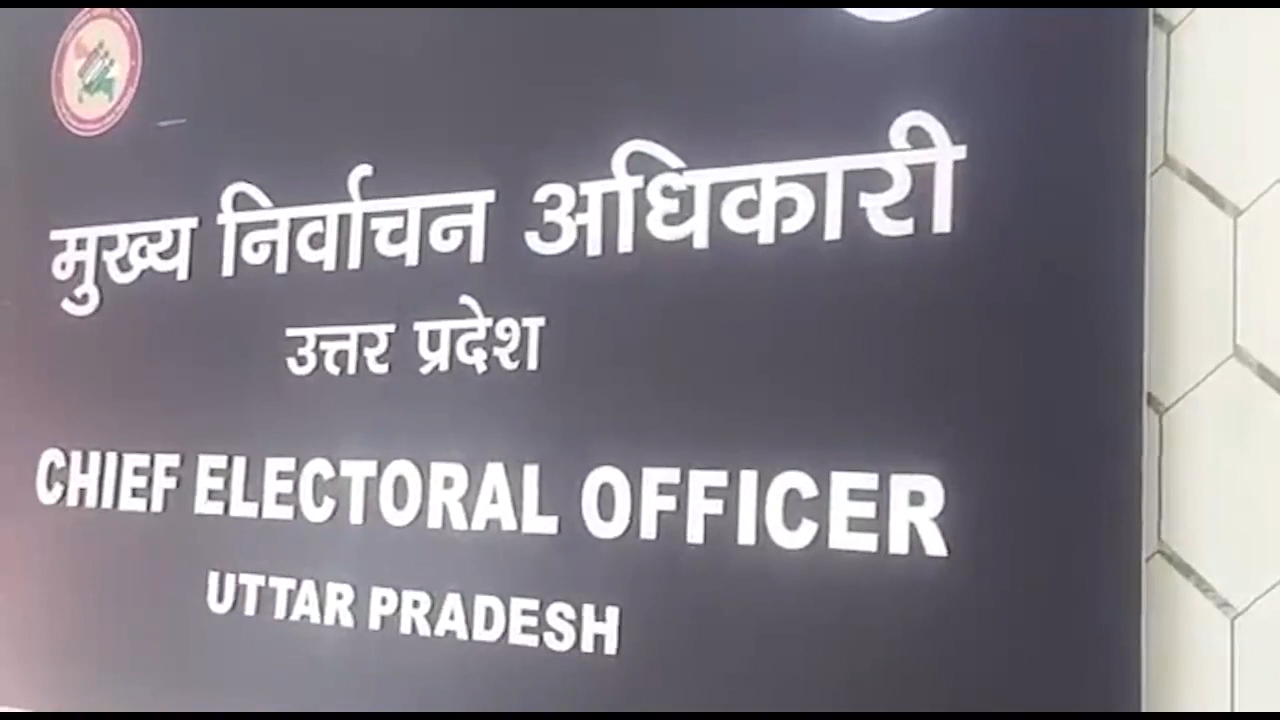 मुख्य निर्वाचन अधिकारी
उत्तर प्रदेश
CHIEF ELECTORAL OFFICER
UTTAR PRADESH